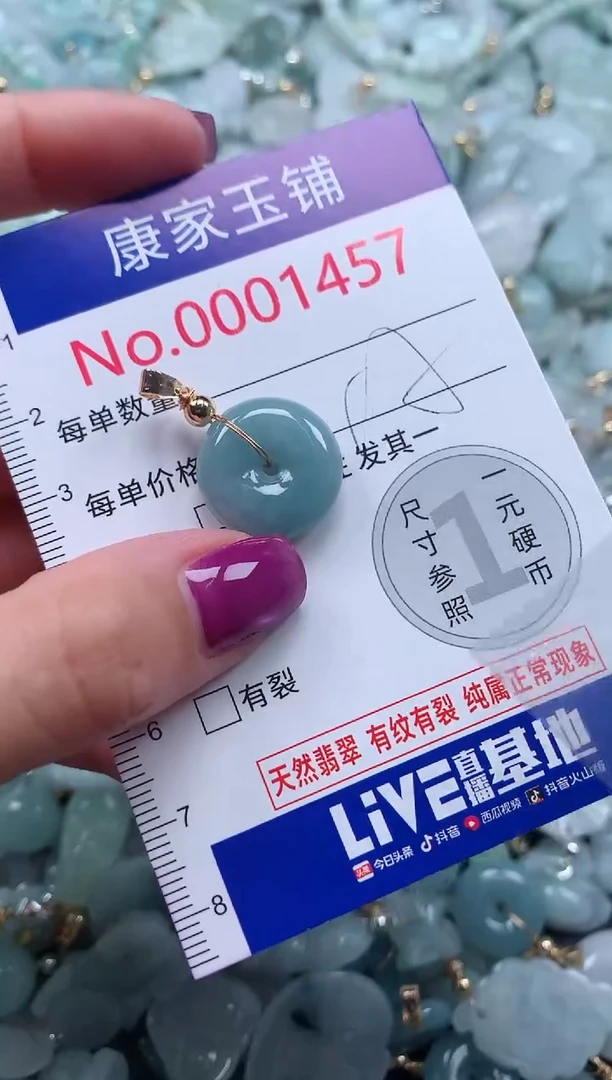 康家玉铺
No.0001457
1
2
每单数量
3
每单价格
发其一
尺寸参照
1
一元硬币
有裂
6
天然翡翠 有纹有裂 纯属正常现象
7
LiVE直播基地
头条 今日头条 抖音 西瓜视频 抖音火山版
8